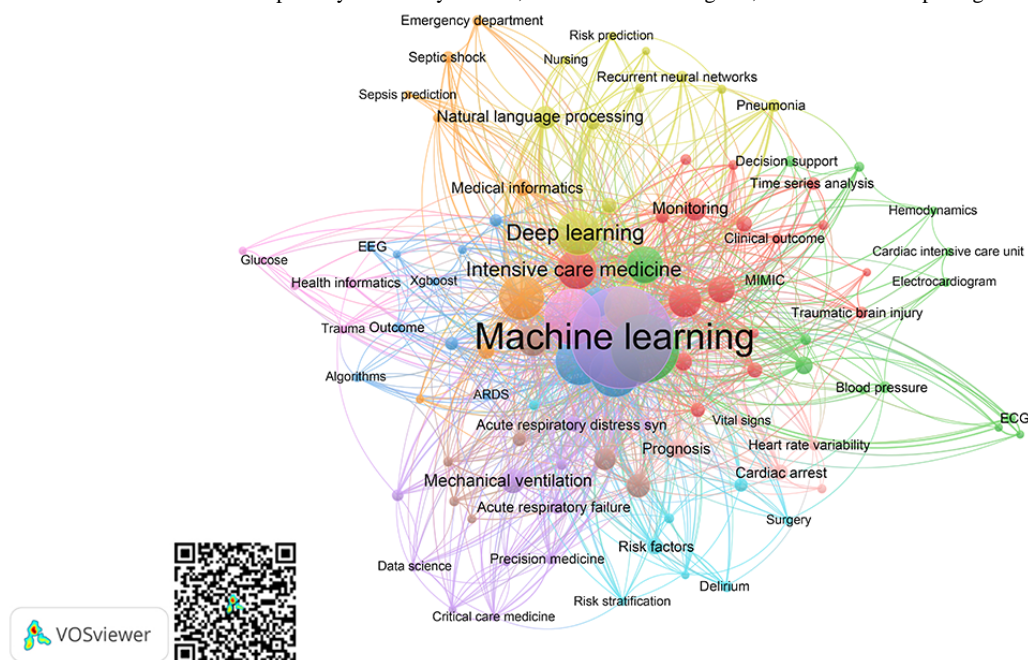 Emergency department
Risk prediction
Septic shock
Nursing
Recurrent neural networks
Sepsis prediction
Pneumonia
Natural language processing
Decision support
Medical informatics
Time series analysis
Monitoring
Hemodynamics
Deep learning
Clinical outcome
EEG
Cardiac intensive care unit
Glucose
Intensive care medicine
Health informatics
Xgboost
MIMIC
Electrocardiogram
Traumatic brain injury
Trauma
Outcome
Machine learning
Algorithms
Blood pressure
ARDS
Vital signs
ECG
Acute respiratory distress syn
Prognosis
Heart rate variability
Mechanical ventilation
Cardiac arrest
Acute respiratory failure
Surgery
Risk factors
Data science
Precision medicine
Delirium
Risk stratification
Critical care medicine
VOSviewer